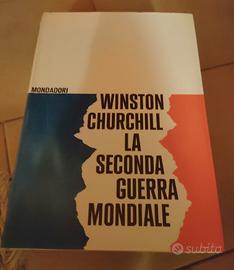 MONDADORI
WINSTON
CHURCHILL
LA
SECONDA
GUERRA
MONDIALE
subito